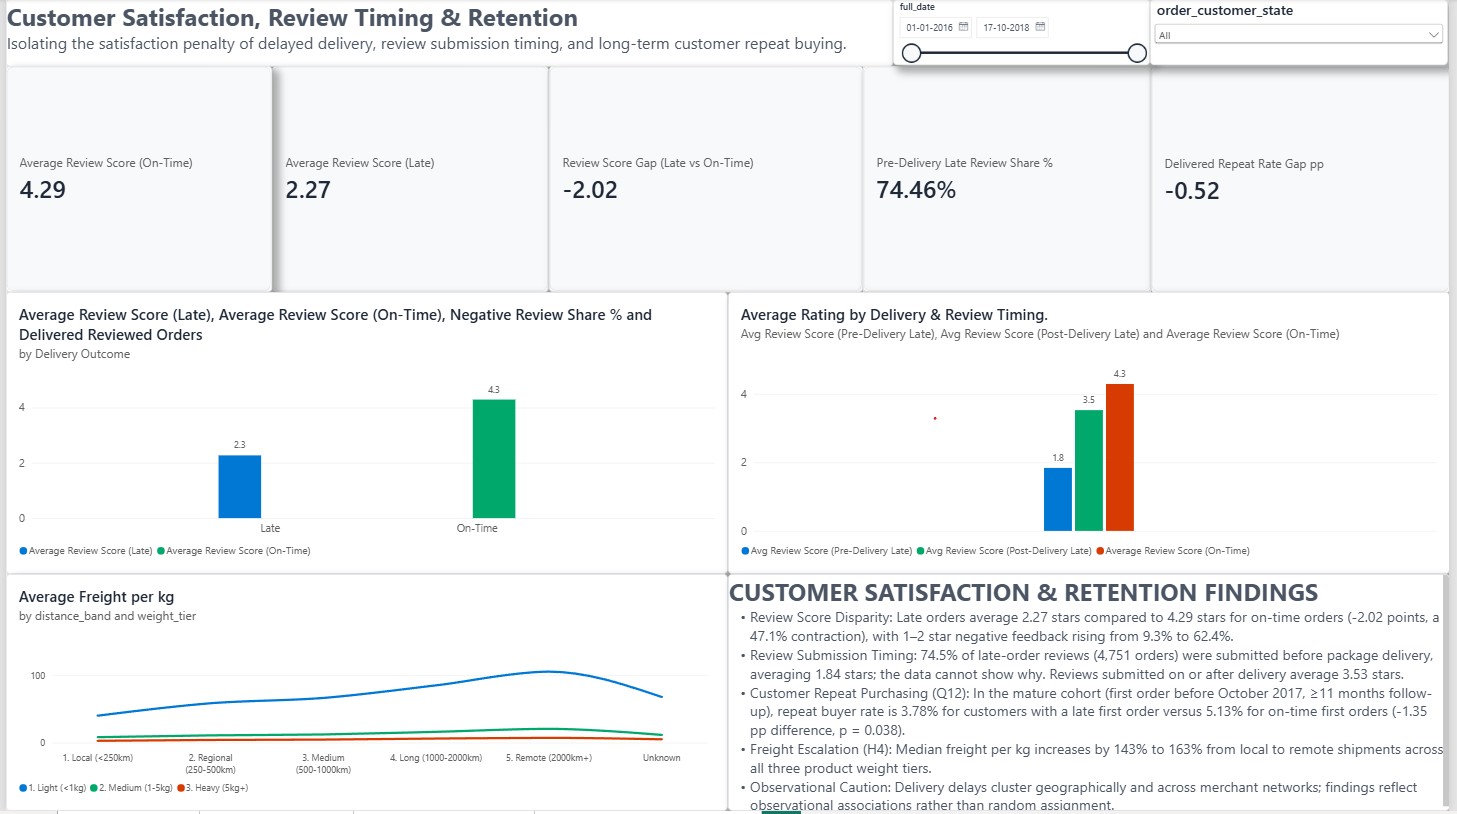 Customer Satisfaction, Review Timing & Retention
Isolating the satisfaction penalty of delayed delivery, review submission timing, and long-term customer repeat buying.
full_date
01-01-2016
17-10-2018
order_customer_state
All
Average Review Score (On-Time)
4.29
Average Review Score (Late)
2.27
Review Score Gap (Late vs On-Time)
-2.02
Pre-Delivery Late Review Share %
74.46%
Delivered Repeat Rate Gap pp
-0.52
Average Review Score (Late), Average Review Score (On-Time), Negative Review Share % and
Delivered Reviewed Orders
by Delivery Outcome
4
2
0
2.3
4.3
Late
On-Time
Average Review Score (Late)
Average Review Score (On-Time)
Average Rating by Delivery & Review Timing.
Avg Review Score (Pre-Delivery Late), Avg Review Score (Post-Delivery Late) and Average Review Score (On-Time)
4
2
0
1.8
3.5
4.3
Avg Review Score (Pre-Delivery Late)
Avg Review Score (Post-Delivery Late)
Average Review Score (On-Time)
Average Freight per kg
by distance_band and weight_tier
100
0
1. Local (<250km)
2. Regional
(250-500km)
3. Medium
(500-1000km)
4. Long (1000-2000km)
5. Remote (2000km+)
Unknown
1. Light (<1kg)
2. Medium (1-5kg)
3. Heavy (5kg+)
CUSTOMER SATISFACTION & RETENTION FINDINGS
• Review Score Disparity: Late orders average 2.27 stars compared to 4.29 stars for on-time orders (-2.02 points, a
47.1% contraction), with 1–2 star negative feedback rising from 9.3% to 62.4%.
• Review Submission Timing: 74.5% of late-order reviews (4,751 orders) were submitted before package delivery,
averaging 1.84 stars; the data cannot show why. Reviews submitted on or after delivery average 3.53 stars.
• Customer Repeat Purchasing (Q12): In the mature cohort (first order before October 2017, ≥11 months follow-
up), repeat buyer rate is 3.78% for customers with a late first order versus 5.13% for on-time first orders (-1.35
pp difference, p = 0.038).
• Freight Escalation (H4): Median freight per kg increases by 143% to 163% from local to remote shipments across
all three product weight tiers.
• Observational Caution: Delivery delays cluster geographically and across merchant networks; findings reflect
observational associations rather than random assignment.